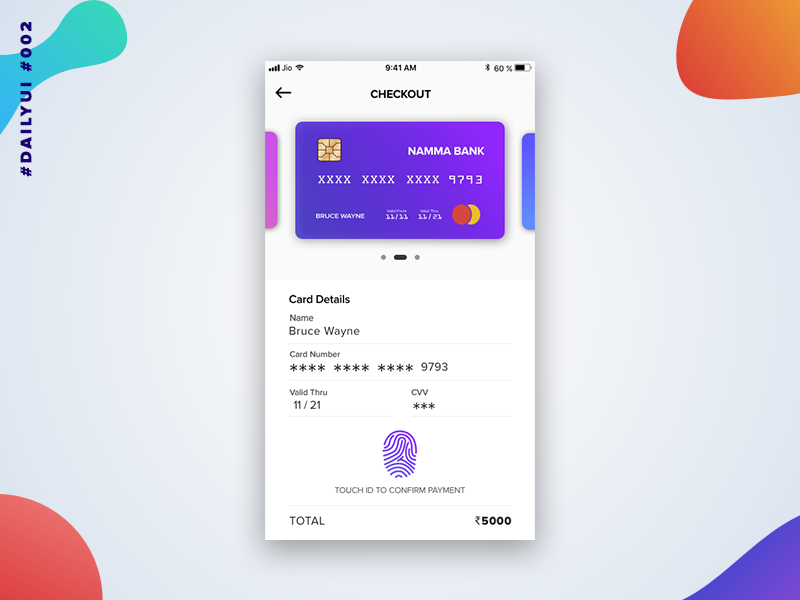 #DAILYUI #002
Jio 9:41 AM 60 %
CHECKOUT
NAMMA BANK
XXXX XXXX XXXX 9793
BRUCE WAYNE
Valid From
11/11
Valid Thru
11/21
Card Details
Name
Bruce Wayne
Card Number
**** **** **** 9793
Valid Thru
11 / 21
CVV
***
TOUCH ID TO CONFIRM PAYMENT
TOTAL ₹5000